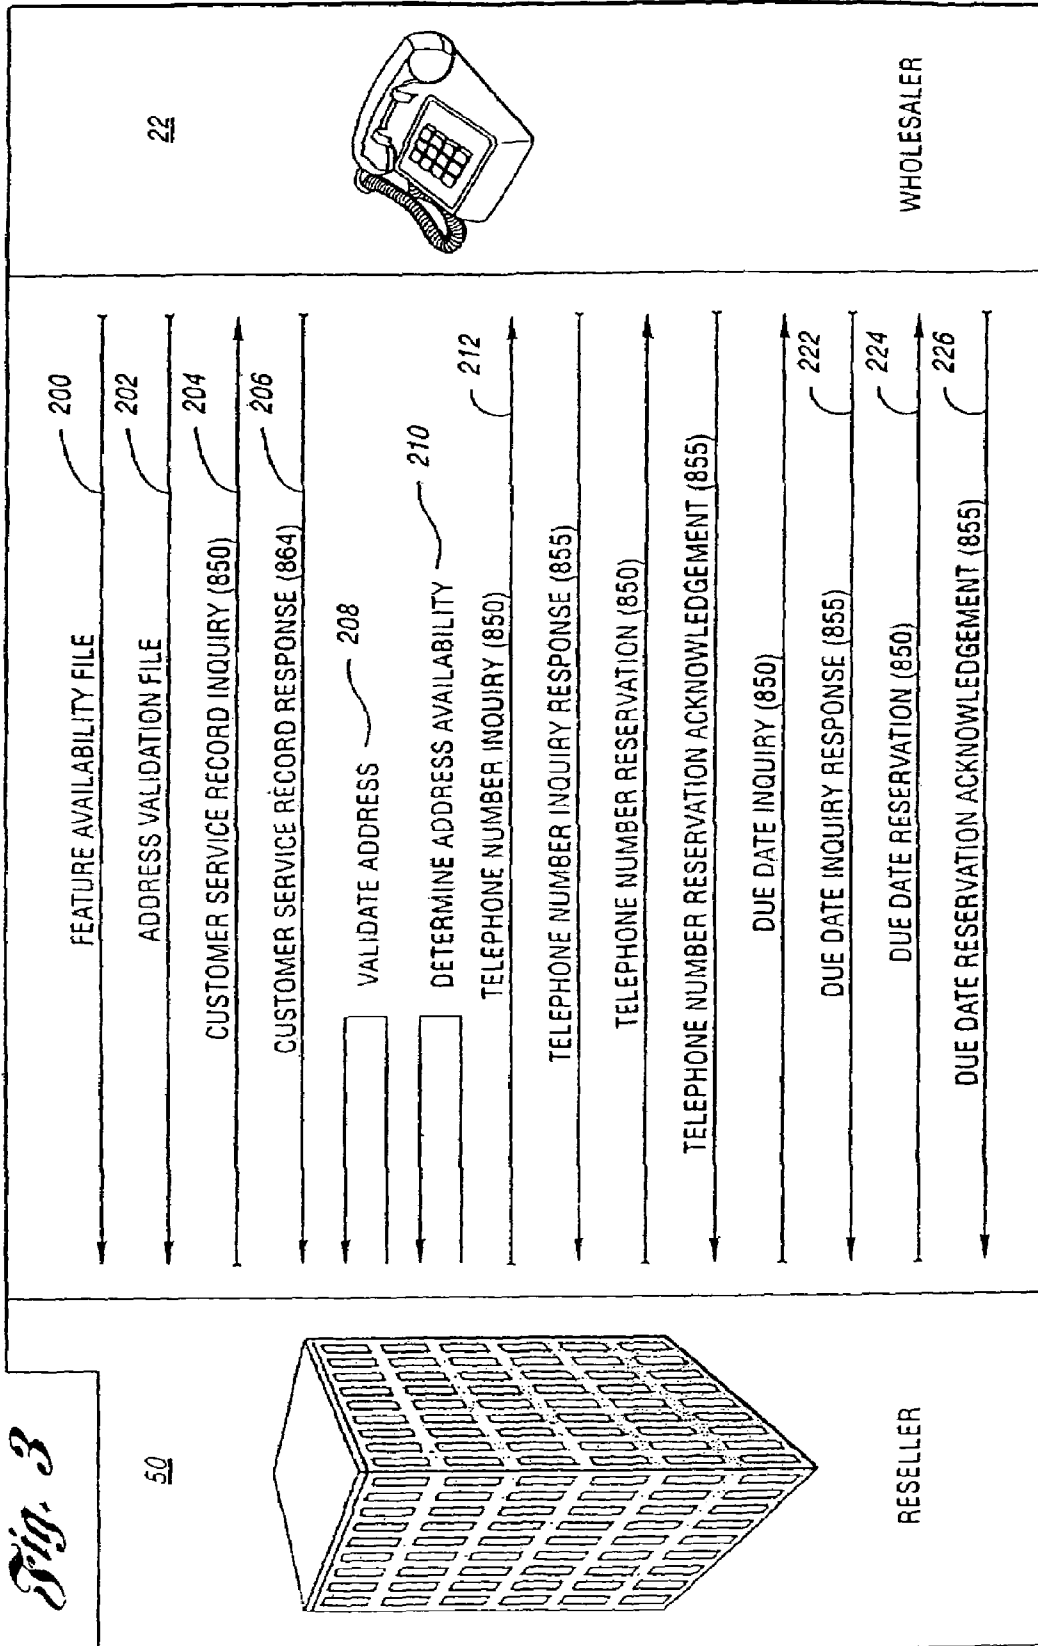 Fig. 3
50
RESELLER
22
WHOLESALER
FEATURE AVAILABILITY FILE
200
ADDRESS VALIDATION FILE
202
CUSTOMER SERVICE RECORD INQUIRY (850)
204
CUSTOMER SERVICE RECORD RESPONSE (864)
206
VALIDATE ADDRESS
208
DETERMINE ADDRESS AVAILABILITY
210
TELEPHONE NUMBER INQUIRY (850)
212
TELEPHONE NUMBER INQUIRY RESPONSE (855)
TELEPHONE NUMBER RESERVATION (850)
TELEPHONE NUMBER RESERVATION ACKNOWLEDGEMENT (855)
DUE DATE INQUIRY (850)
DUE DATE INQUIRY RESPONSE (855)
222
DUE DATE RESERVATION (850)
224
DUE DATE RESERVATION ACKNOWLEDGEMENT (855)
226